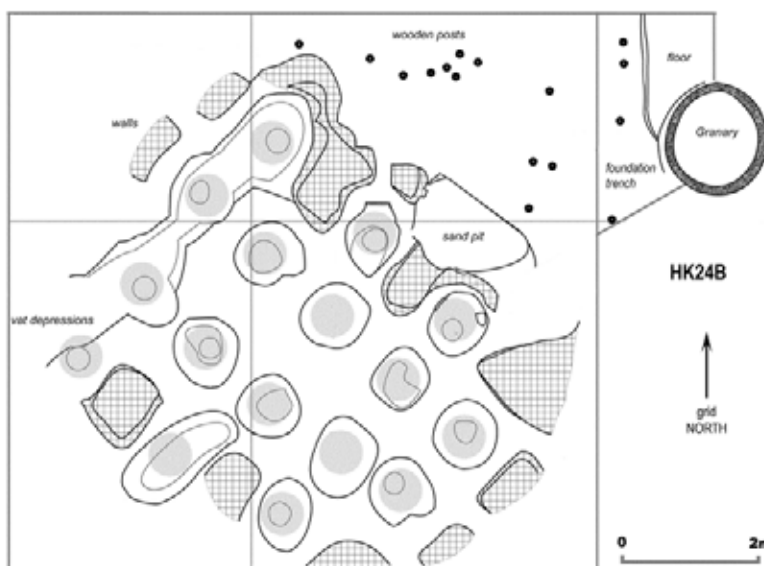 wooden posts
floor
walls
Granary
foundation
trench
sand pit
HK24B
vat depressions
grid
NORTH
0 2m